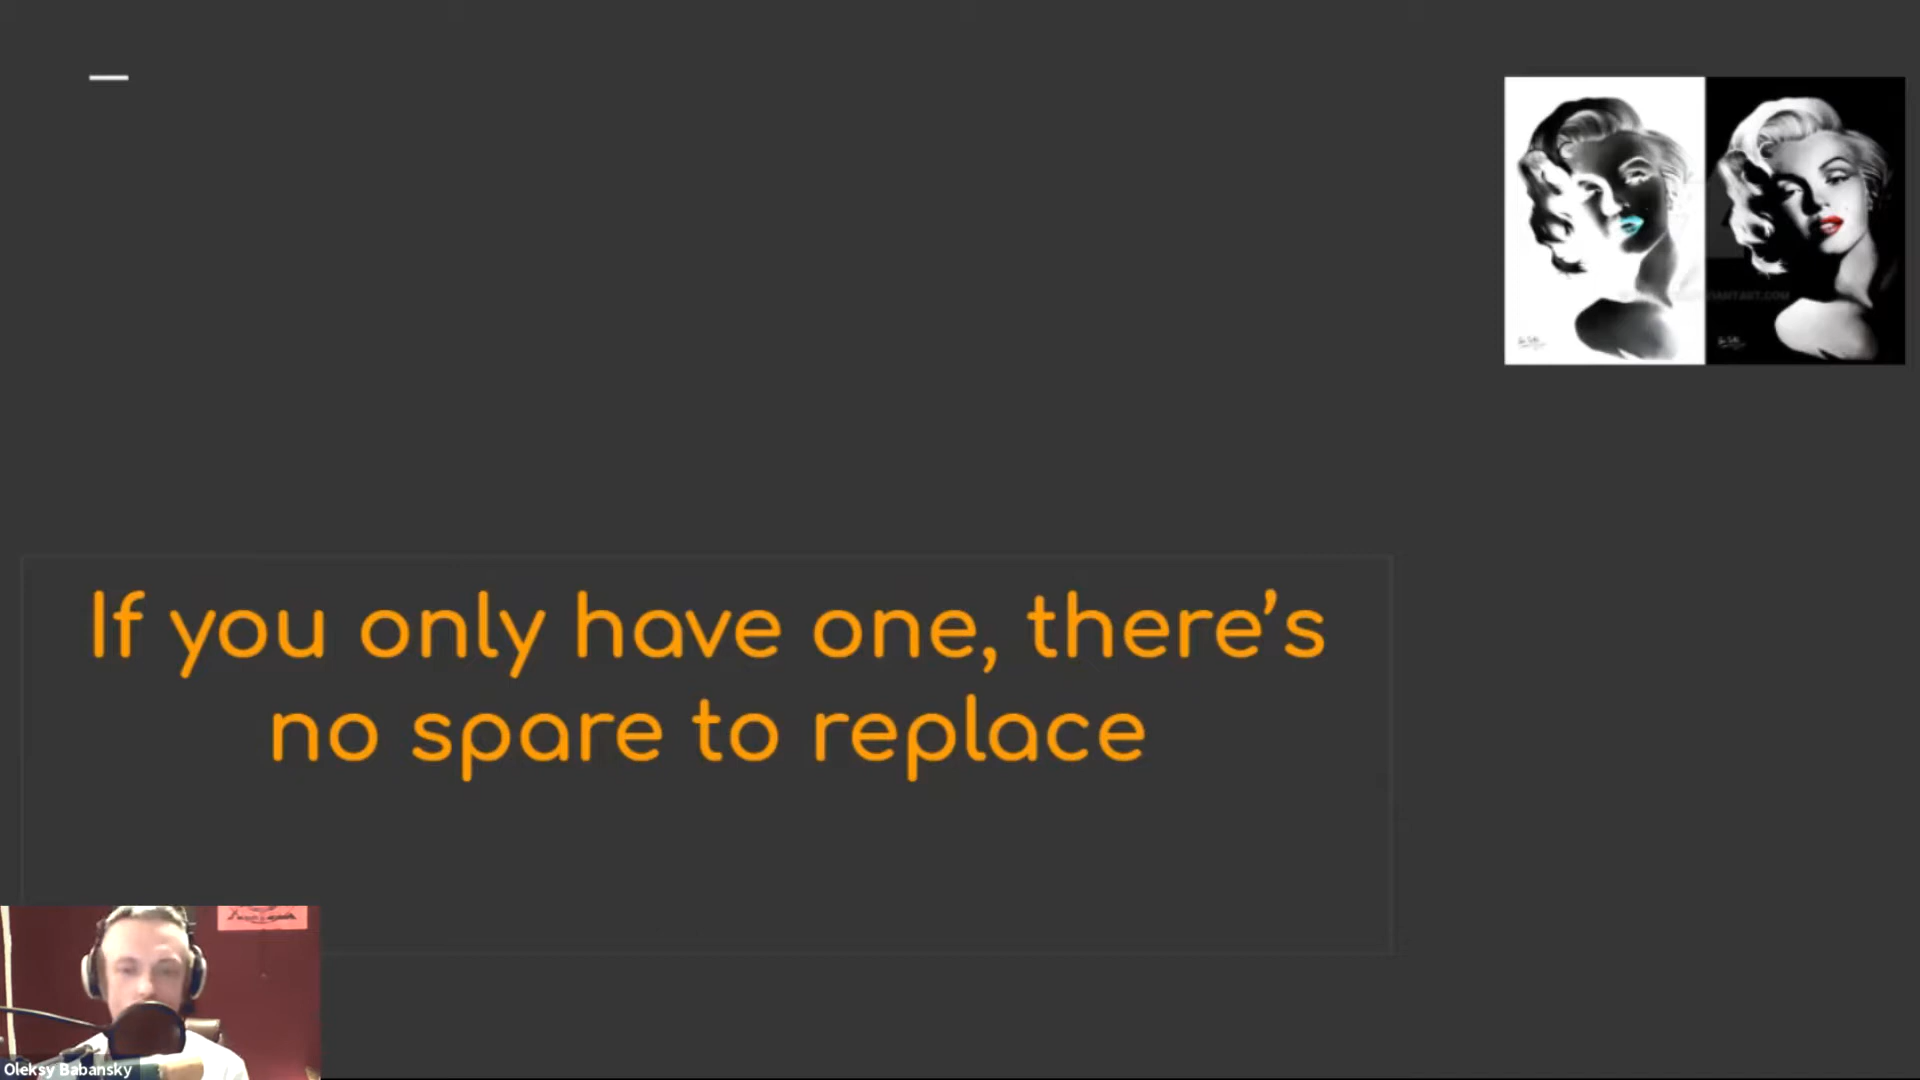 If you only have one, there's
no spare to replace
Oleksy Babansky